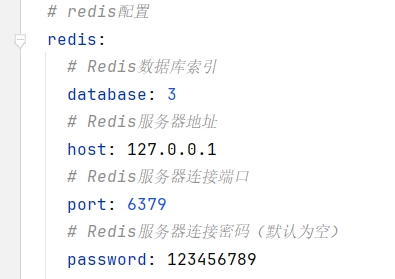 # redis配置
redis:
# Redis数据库索引
database: 3
# Redis服务器地址
host: 127.0.0.1
# Redis服务器连接端口
port: 6379
# Redis服务器连接密码（默认为空）
password: 123456789